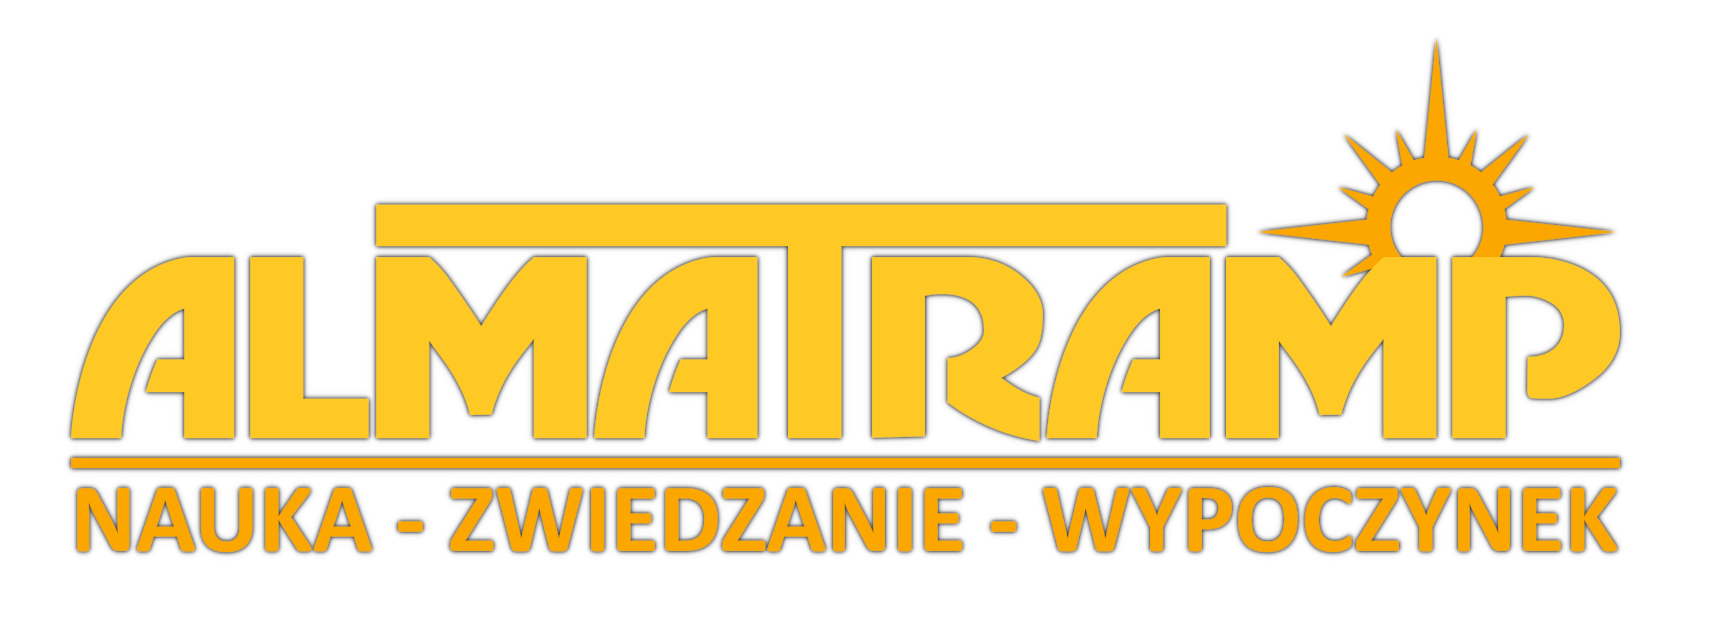 ALMATRAMP
NAUKA - ZWIEDZANIE - WYPOCZYNEK